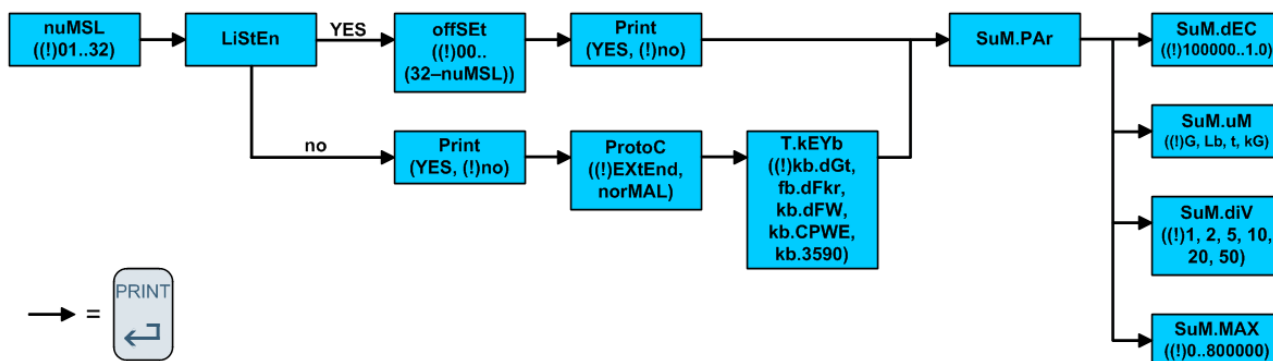 nuMSL
((!)01..32)
LiStEn
YES
offSEt
((!)00..
(32–nuMSL))
Print
(YES, (!)no)
SuM.PAr
SuM.dEC
((!)100000..1.0)
SuM.uM
((!)G, Lb, t, kG)
no
Print
(YES, (!)no)
ProtoC
((!)EXtEnd,
norMAL)
T.kEYb
((!)kb.dGt,
fb.dFkr,
kb.dFW,
kb.CPWE,
kb.3590)
SuM.diV
((!)1, 2, 5, 10,
20, 50)
SuM.MAX
((!)0..800000)
=
PRINT